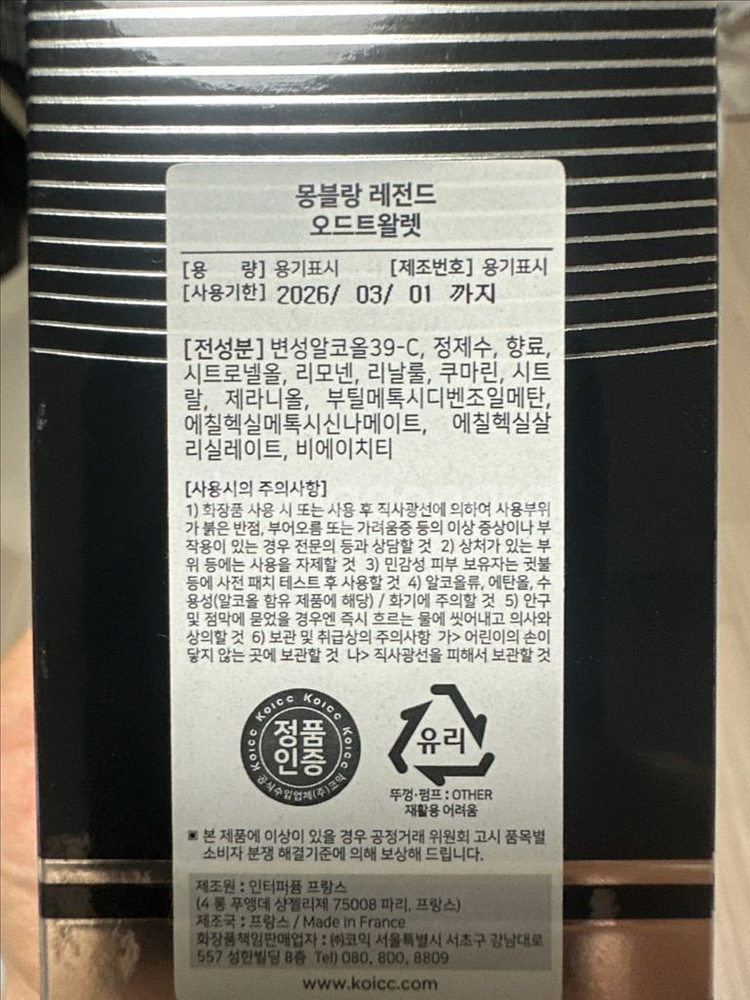 몽블랑 레전드
오드트왈렛
[용 량] 용기표시 [제조번호] 용기표시
[사용기한] 2026/ 03/ 01 까지
[전성분] 변성알코올39-C, 정제수, 향료,
시트로넬올, 리모넨, 리날룰, 쿠마린, 시트
랄, 제라니올, 부틸메톡시디벤조일메탄,
에칠헥실메톡시신나메이트, 에칠헥실살
리실레이트, 비에이치티
[사용시의 주의사항]
1) 화장품 사용 시 또는 사용 후 직사광선에 의하여 사용부위
가 붉은 반점, 부어오름 또는 가려움증 등의 이상 증상이나 부
작용이 있는 경우 전문의 등과 상담할 것 2) 상처가 있는 부
위 등에는 사용을 자제할 것 3) 민감성 피부 보유자는 귓불
등에 사전 패치 테스트 후 사용할 것 4) 알코올류, 에탄올, 수
용성(알코올 함유 제품에 해당) / 화기에 주의할 것 5) 안구
및 점막에 묻었을 경우엔 즉시 흐르는 물에 씻어내고 의사와
상의할 것 6) 보관 및 취급상의 주의사항 가> 어린이의 손이
닿지 않는 곳에 보관할 것 나> 직사광선을 피해서 보관할 것
Koicc Koicc Koicc Koicc
정품
인증
공식수입업체(주)코익
유리
뚜껑·펌프 : OTHER
재활용 어려움
▣ 본 제품에 이상이 있을 경우 공정거래 위원회 고시 품목별
소비자 분쟁 해결기준에 의해 보상해 드립니다.
제조원 : 인터퍼퓸 프랑스
(4 롱 푸앵데 샹젤리제 75008 파리, 프랑스)
제조국 : 프랑스 / Made in France
화장품책임판매업자 : ㈜코익 서울특별시 서초구 강남대로
557 성한빌딩 8층 Tel) 080. 800. 8809
www.koicc.com